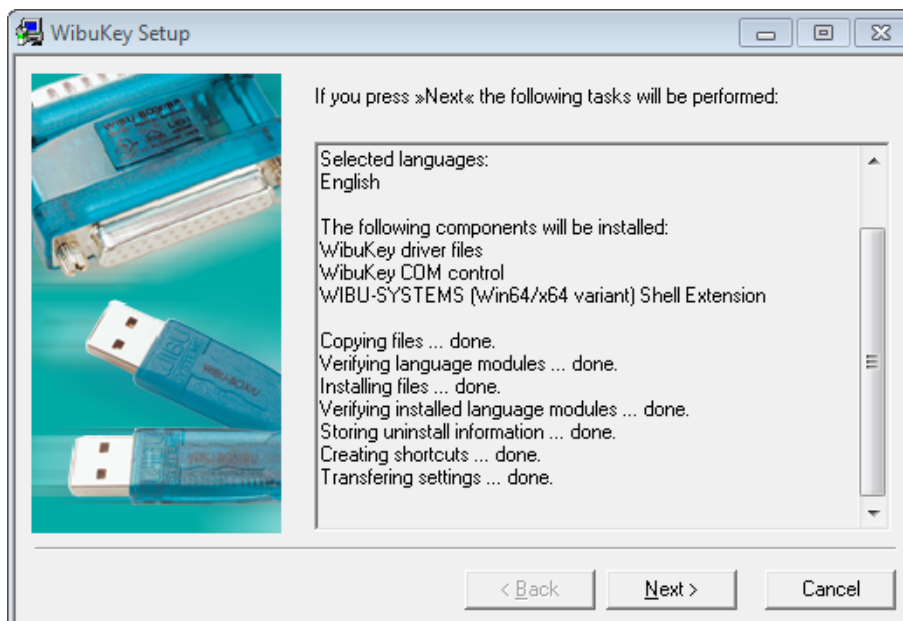 WibuKey Setup
If you press »Next« the following tasks will be performed:
Selected languages:
English
The following components will be installed:
WibuKey driver files
WibuKey COM control
WIBU-SYSTEMS (Win64/x64 variant) Shell Extension
Copying files ... done.
Verifying language modules ... done.
Installing files ... done.
Verifying installed language modules ... done.
Storing uninstall information ... done.
Creating shortcuts ... done.
Transfering settings ... done.
WIBU-BOX/U
< Back
Next >
Cancel